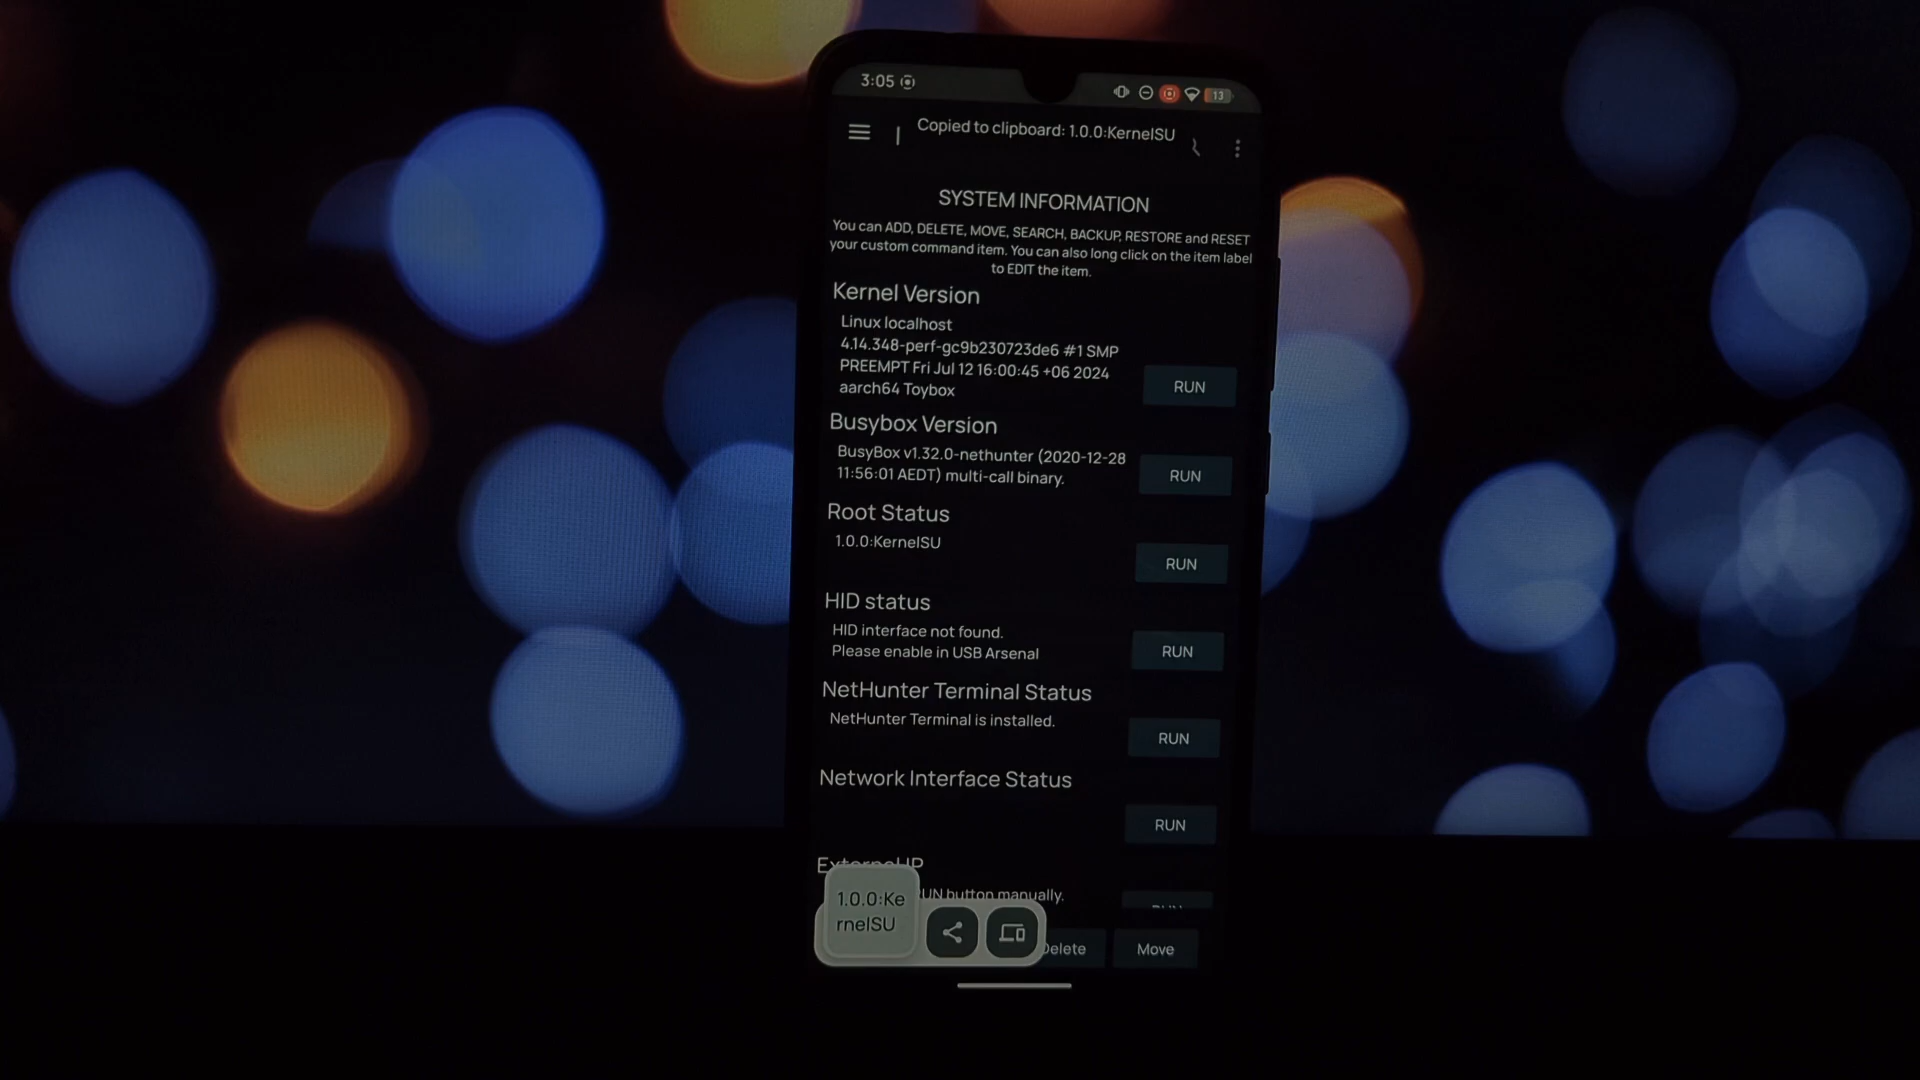 3:05
13
Copied to clipboard: 1.0.0:KernelSU
SYSTEM INFORMATION
You can ADD, DELETE, MOVE, SEARCH, BACKUP, RESTORE and RESET
your custom command item. You can also long click on the item label
to EDIT the item.
Kernel Version
Linux localhost
4.14.348-perf-gc9b230723de6 #1 SMP
PREEMPT Fri Jul 12 16:00:45 +06 2024
aarch64 Toybox
RUN
Busybox Version
BusyBox v1.32.0-nethunter (2020-12-28
11:56:01 AEDT) multi-call binary.
RUN
Root Status
1.0.0:KernelSU
RUN
HID status
HID interface not found.
Please enable in USB Arsenal
RUN
NetHunter Terminal Status
NetHunter Terminal is installed.
RUN
Network Interface Status
RUN
External IP
RUN button manually.
RUN
1.0.0:Ke
rnelSU
Delete
Move